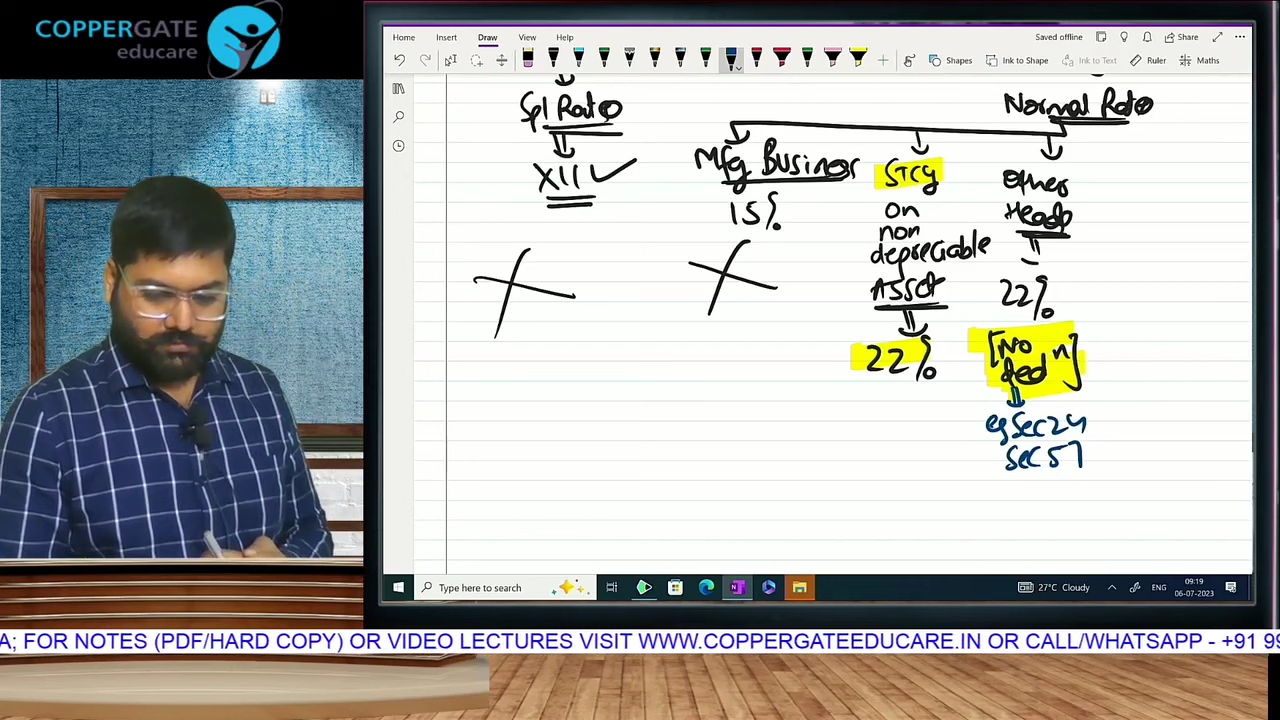 COPPERGATE
educare
Home Insert Draw View Help
Saved offline
Share
Shapes
Ink to Shape
Ink to Text
Ruler
Maths
Spl Rate
XII
Normal Rate
Mfg Business
15%
STCG
on
non
depreciable
Asset
22%
Other
Heads
22%
[No
dedn]
eg Sec 24
Sec 57
Type here to search
27°C Cloudy
ENG
09:19
06-07-2023
A; FOR NOTES (PDF/HARD COPY) OR VIDEO LECTURES VISIT WWW.COPPERGATEEDUCARE.IN OR CALL/WHATSAPP - +91 99